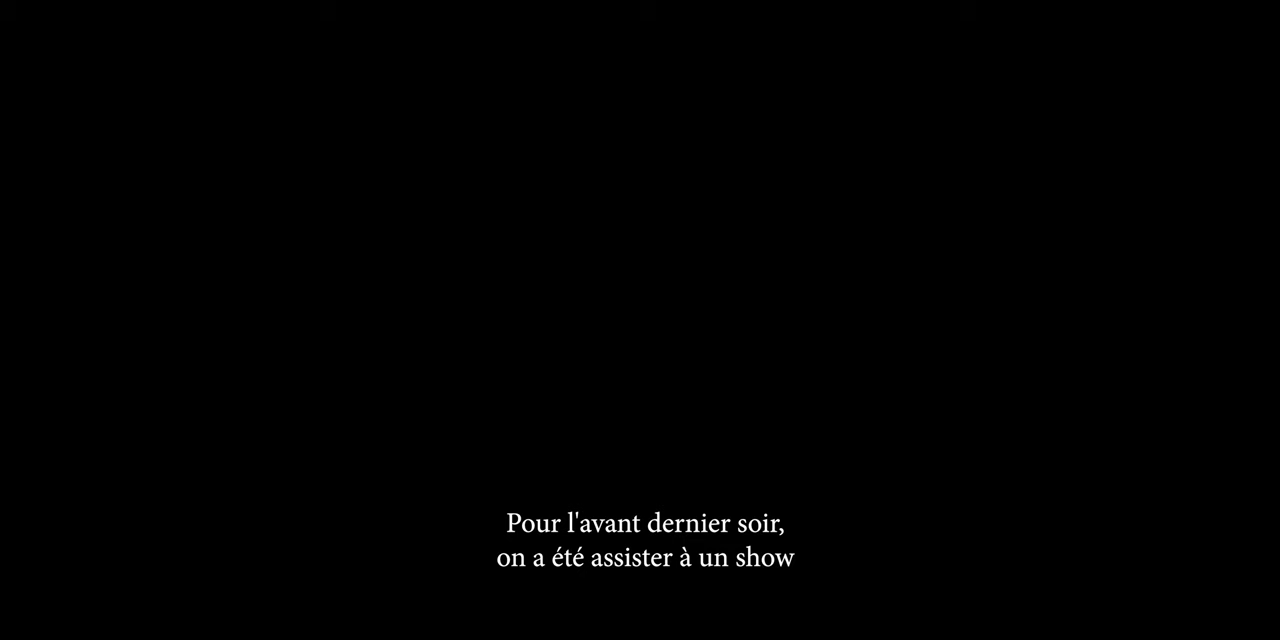 Pour l'avant dernier soir,
on a été assister à un show